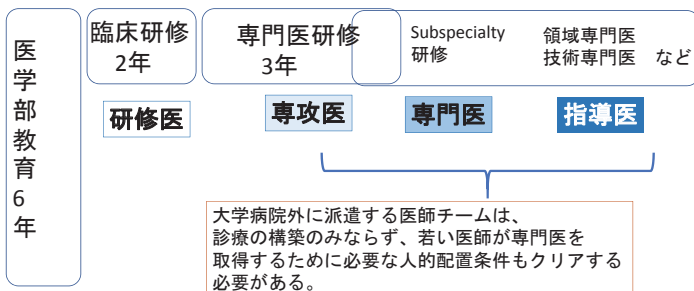 医学部教育6年
臨床研修
2年
専門医研修
3年
Subspecialty
研修
領域専門医
技術専門医 など
研修医
専攻医
専門医
指導医
大学病院外に派遣する医師チームは、
診療の構築のみならず、若い医師が専門医を
取得するために必要な人的配置条件もクリアする
必要がある。